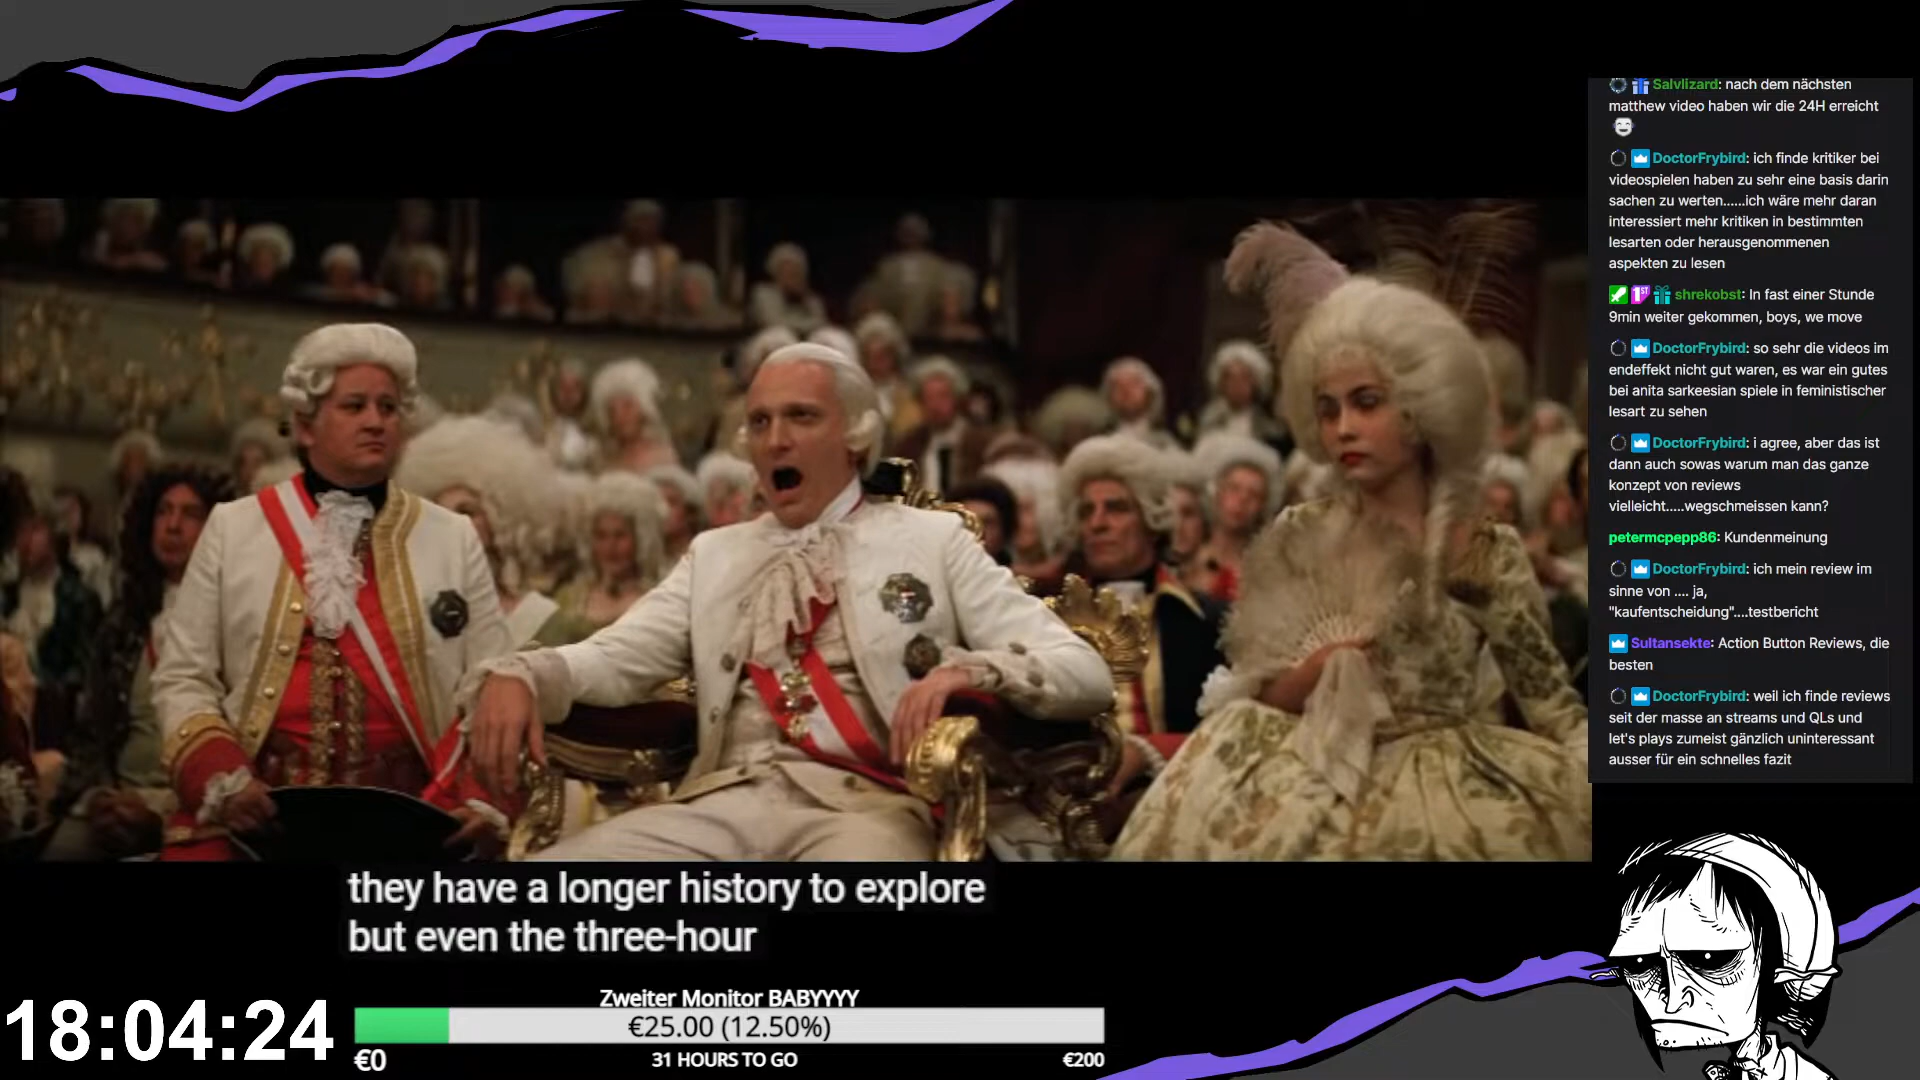 Salvlizard: nach dem nächsten
matthew video haben wir die 24H erreicht
DoctorFrybird: ich finde kritiker bei
videospielen haben zu sehr eine basis darin
sachen zu werten......ich wäre mehr daran
interessiert mehr kritiken in bestimmten
lesarten oder herausgenommenen
aspekten zu lesen
1ST shrekobst: In fast einer Stunde
9min weiter gekommen, boys, we move
DoctorFrybird: so sehr die videos im
endeffekt nicht gut waren, es war ein gutes
bei anita sarkeesian spiele in feministischer
lesart zu sehen
DoctorFrybird: i agree, aber das ist
dann auch sowas warum man das ganze
konzept von reviews
vielleicht.....wegschmeissen kann?
petermcpepp86: Kundenmeinung
DoctorFrybird: ich mein review im
sinne von .... ja,
"kaufentscheidung"....testbericht
Sultansekte: Action Button Reviews, die
besten
DoctorFrybird: weil ich finde reviews
seit der masse an streams und QLs und
let's plays zumeist gänzlich uninteressant
ausser für ein schnelles fazit
they have a longer history to explore
but even the three-hour
18:04:24
Zweiter Monitor BABYYYY
€25.00 (12.50%)
€0
31 HOURS TO GO
€200